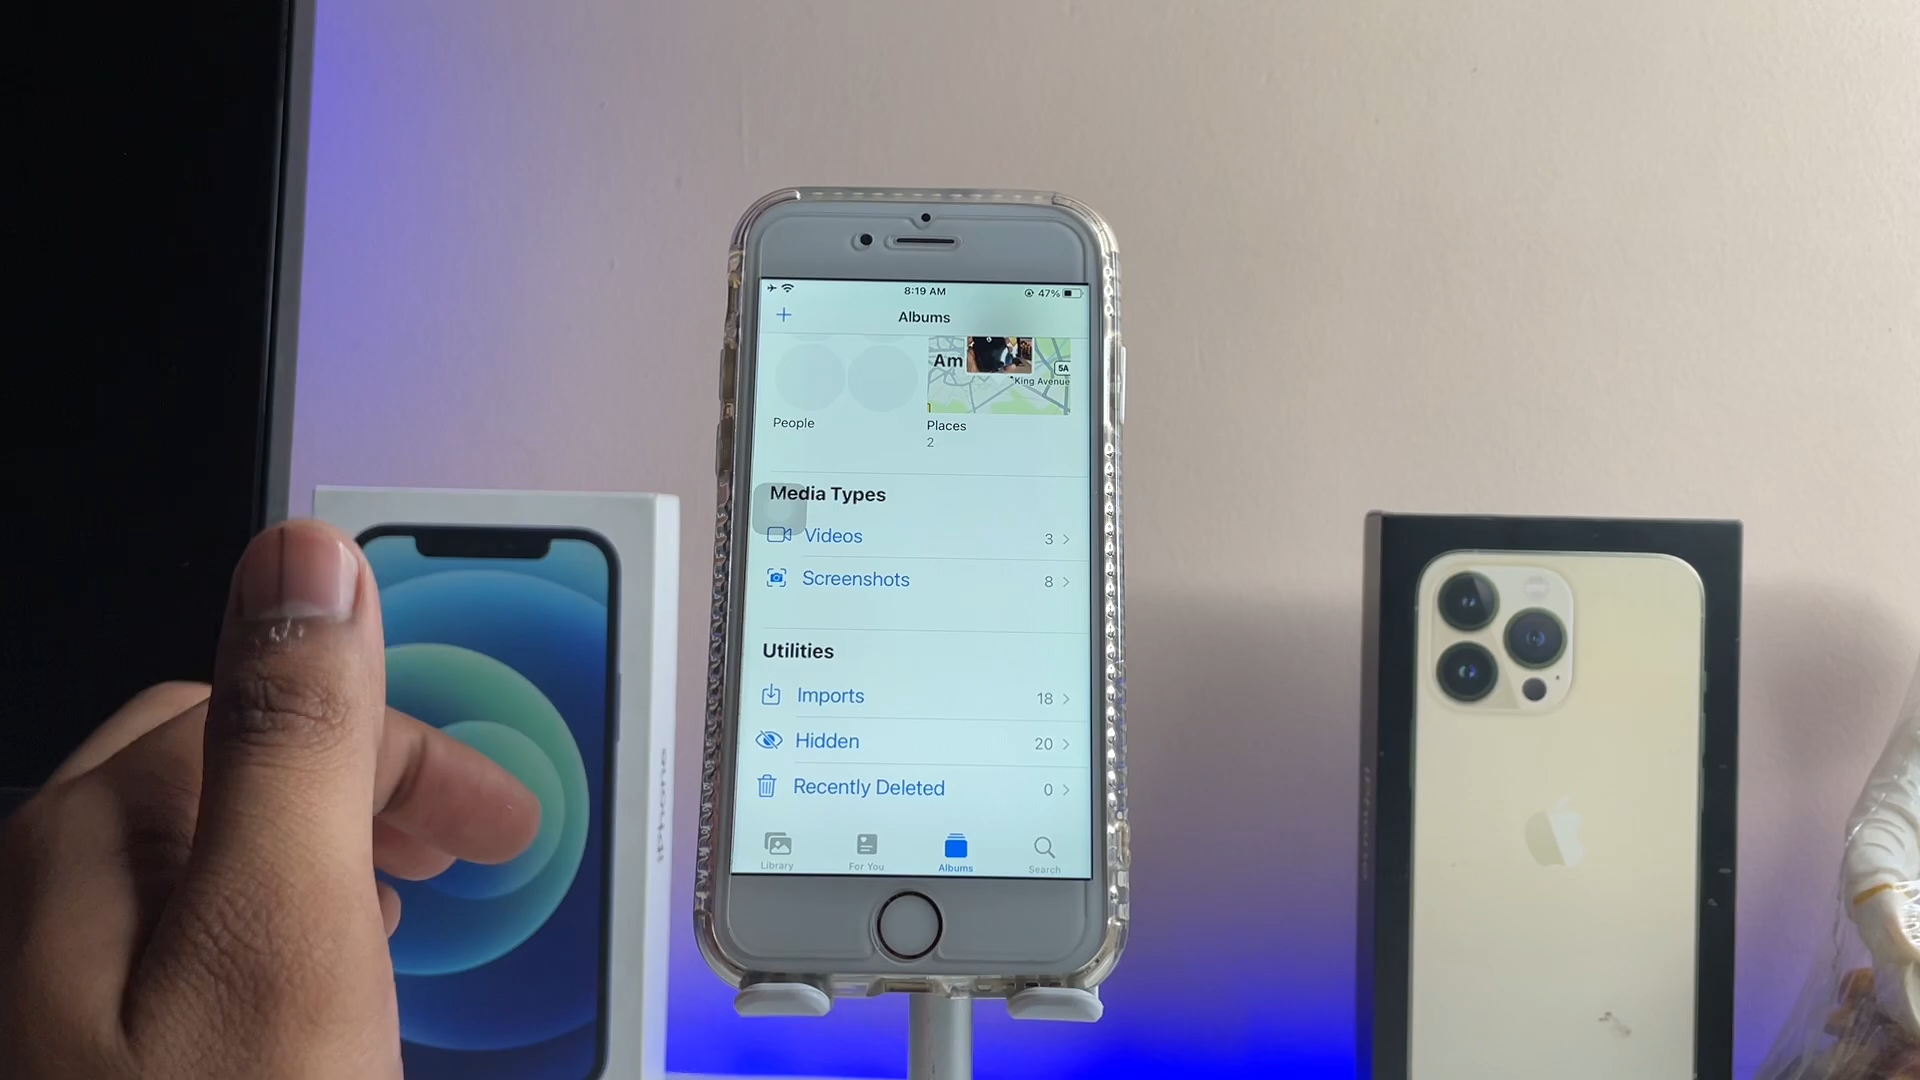 8:19 AM
47%
+
Albums
Am
5A
King Avenue
People
Places
2
Media Types
Videos 3
Screenshots 8
Utilities
Imports 18
Hidden 20
Recently Deleted 0
Library For You Albums Search
iPhone